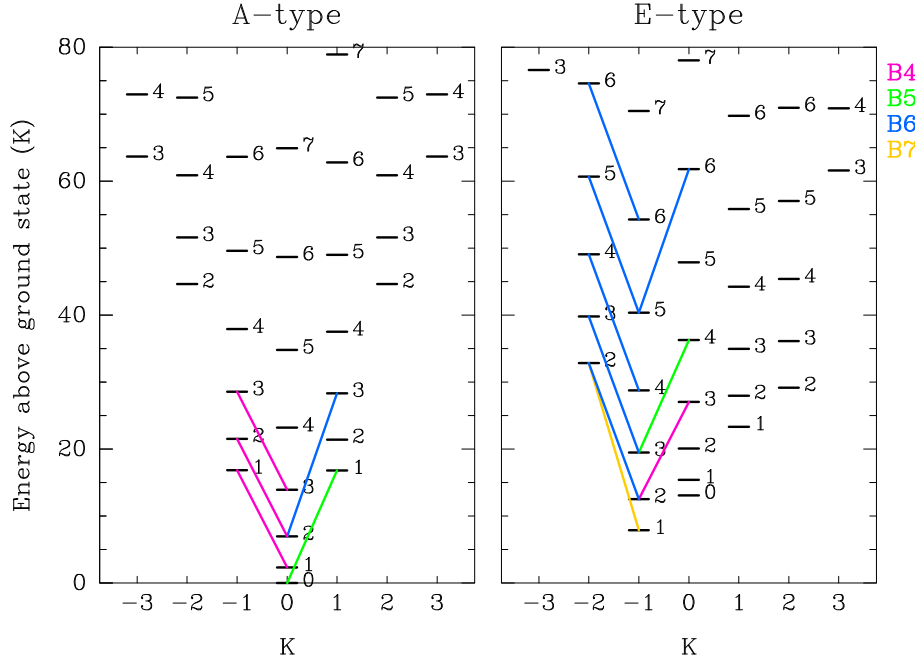 A−type
E−type
Energy above ground state (K)
80
60
40
20
0
7
4 5 5 4
3 6 7 6 3
4 4
3 3
5 6 5
2 2
4 5 4
3 3
2 4 2
1 3 1
2
1
0
−3 −2 −1 0 1 2 3
K
3 7
6
7 6 6 4
5 6 3
6 5 5
4 5
5 4 4
3 4 3 3
2
4 3 2 2
1
3 2
2 1 0
1
−3 −2 −1 0 1 2 3
K
B4
B5
B6
B7